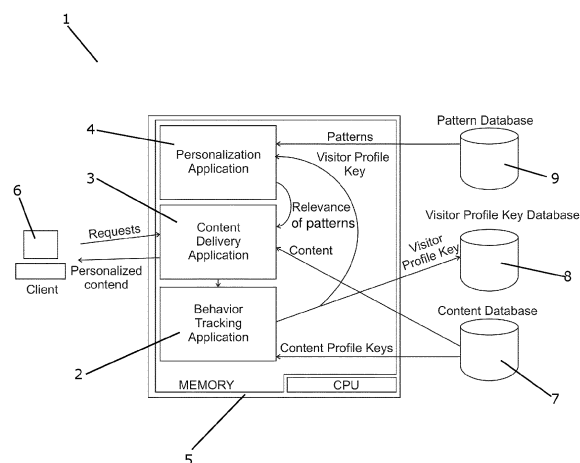 1
Pattern Database
4
Personalization
Application
Patterns
Visitor Profile
Key
9
3
6
Content
Delivery
Application
Relevance
of patterns
Visitor Profile Key Database
Requests
Personalized
contend
Client
Content
Visitor
Profile Key
8
2
Behavior
Tracking
Application
Content Database
Content Profile Keys
7
MEMORY
CPU
5